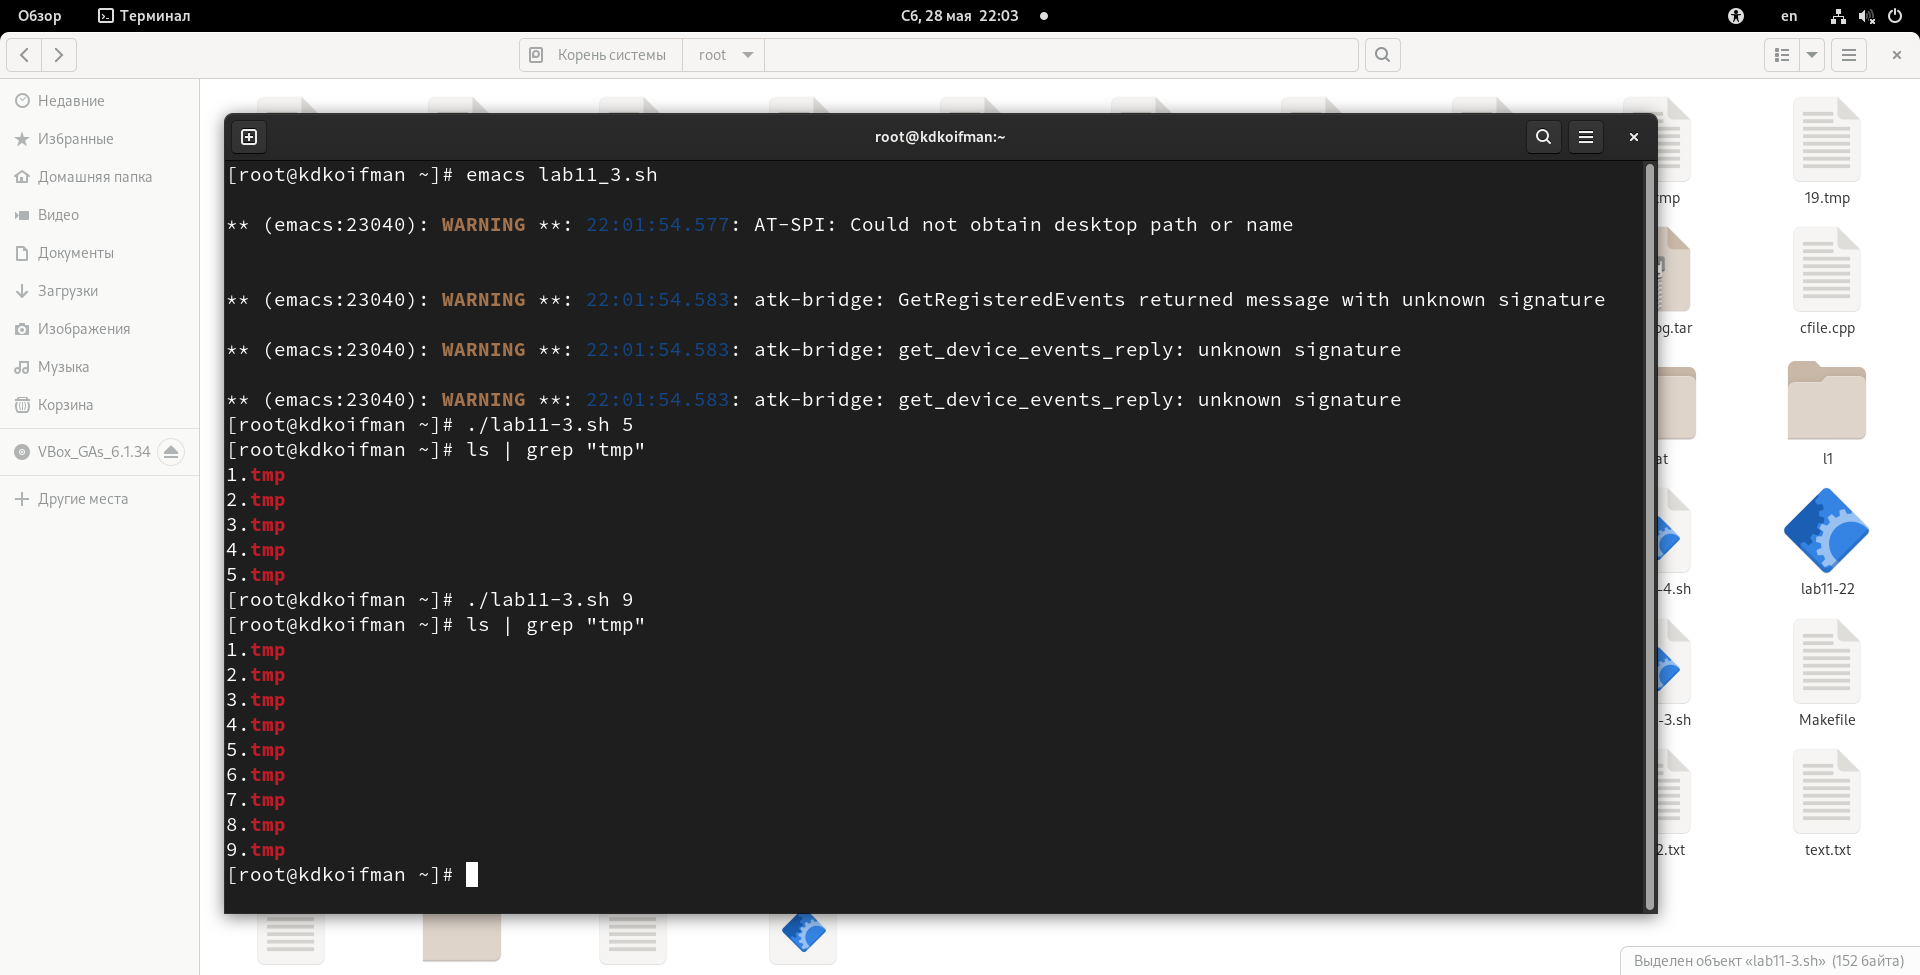 Обзор
Терминал
Сб, 28 мая 22:03
en
Корень системы
root
Недавние
Избранные
Домашняя папка
Видео
Документы
Загрузки
Изображения
Музыка
Корзина
VBox_GAs_6.1.34
Другие места
root@kdkoifman:~
[root@kdkoifman ~]# emacs lab11_3.sh
** (emacs:23040): WARNING **: 22:01:54.577: AT-SPI: Could not obtain desktop path or name
** (emacs:23040): WARNING **: 22:01:54.583: atk-bridge: GetRegisteredEvents returned message with unknown signature
** (emacs:23040): WARNING **: 22:01:54.583: atk-bridge: get_device_events_reply: unknown signature
** (emacs:23040): WARNING **: 22:01:54.583: atk-bridge: get_device_events_reply: unknown signature
[root@kdkoifman ~]# ./lab11-3.sh 5
[root@kdkoifman ~]# ls | grep "tmp"
1.tmp
2.tmp
3.tmp
4.tmp
5.tmp
[root@kdkoifman ~]# ./lab11-3.sh 9
[root@kdkoifman ~]# ls | grep "tmp"
1.tmp
2.tmp
3.tmp
4.tmp
5.tmp
6.tmp
7.tmp
8.tmp
9.tmp
[root@kdkoifman ~]#
19.tmp
og.tar
cfile.cpp
at
l1
-4.sh
lab11-22
-3.sh
Makefile
2.txt
text.txt
Выделен объект «lab11-3.sh» (152 байта)